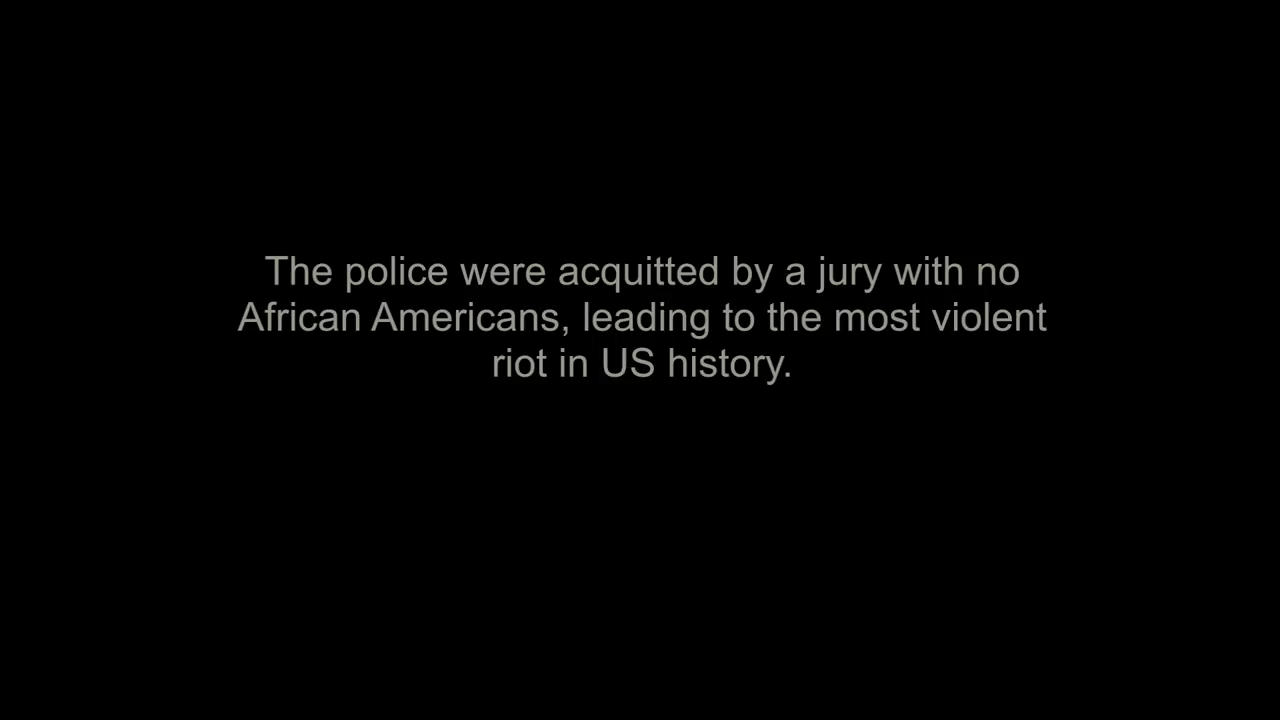 The police were acquitted by a jury with no
African Americans, leading to the most violent
riot in US history.